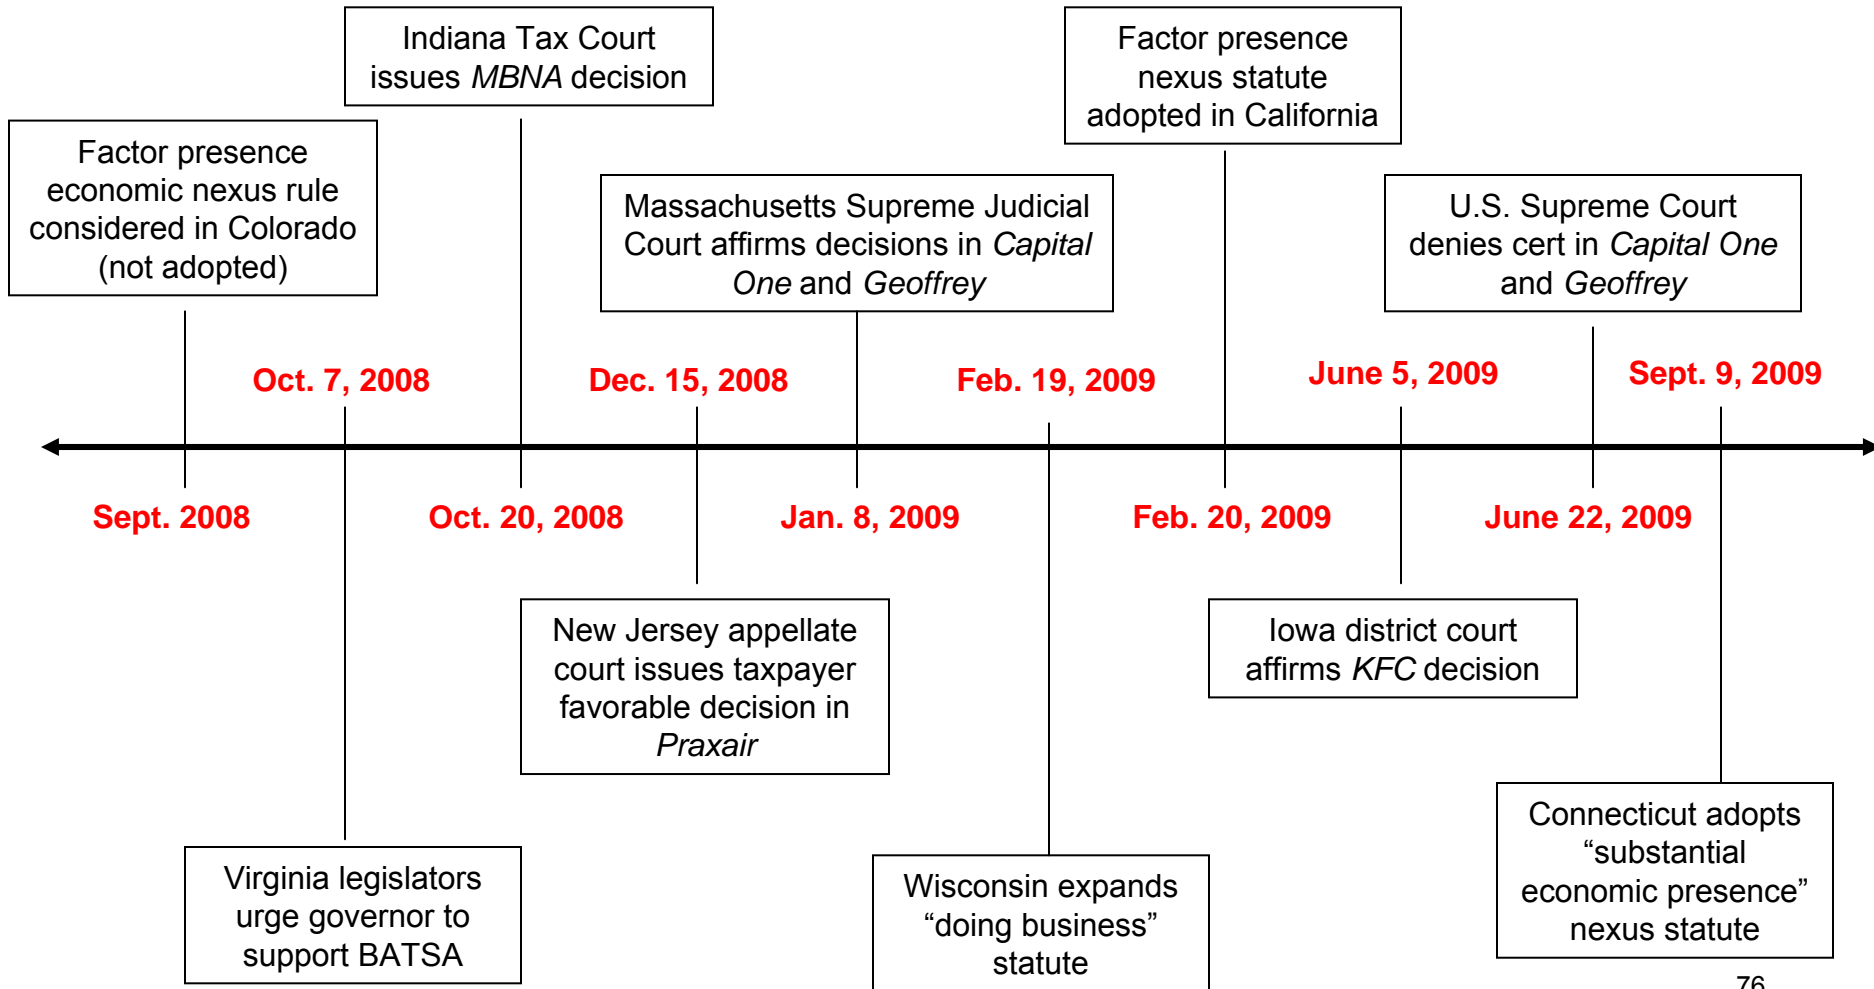 Indiana Tax Court
issues MBNA decision
Factor presence
nexus statute
adopted in California
Factor presence
economic nexus rule
considered in Colorado
(not adopted)
Massachusetts Supreme Judicial
Court affirms decisions in Capital
One and Geoffrey
U.S. Supreme Court
denies cert in Capital One
and Geoffrey
Oct. 7, 2008
Dec. 15, 2008
Feb. 19, 2009
June 5, 2009
Sept. 9, 2009
Sept. 2008
Oct. 20, 2008
Jan. 8, 2009
Feb. 20, 2009
June 22, 2009
New Jersey appellate
court issues taxpayer
favorable decision in
Praxair
Iowa district court
affirms KFC decision
Virginia legislators
urge governor to
support BATSA
Wisconsin expands
“doing business”
statute
Connecticut adopts
“substantial
economic presence”
nexus statute
76